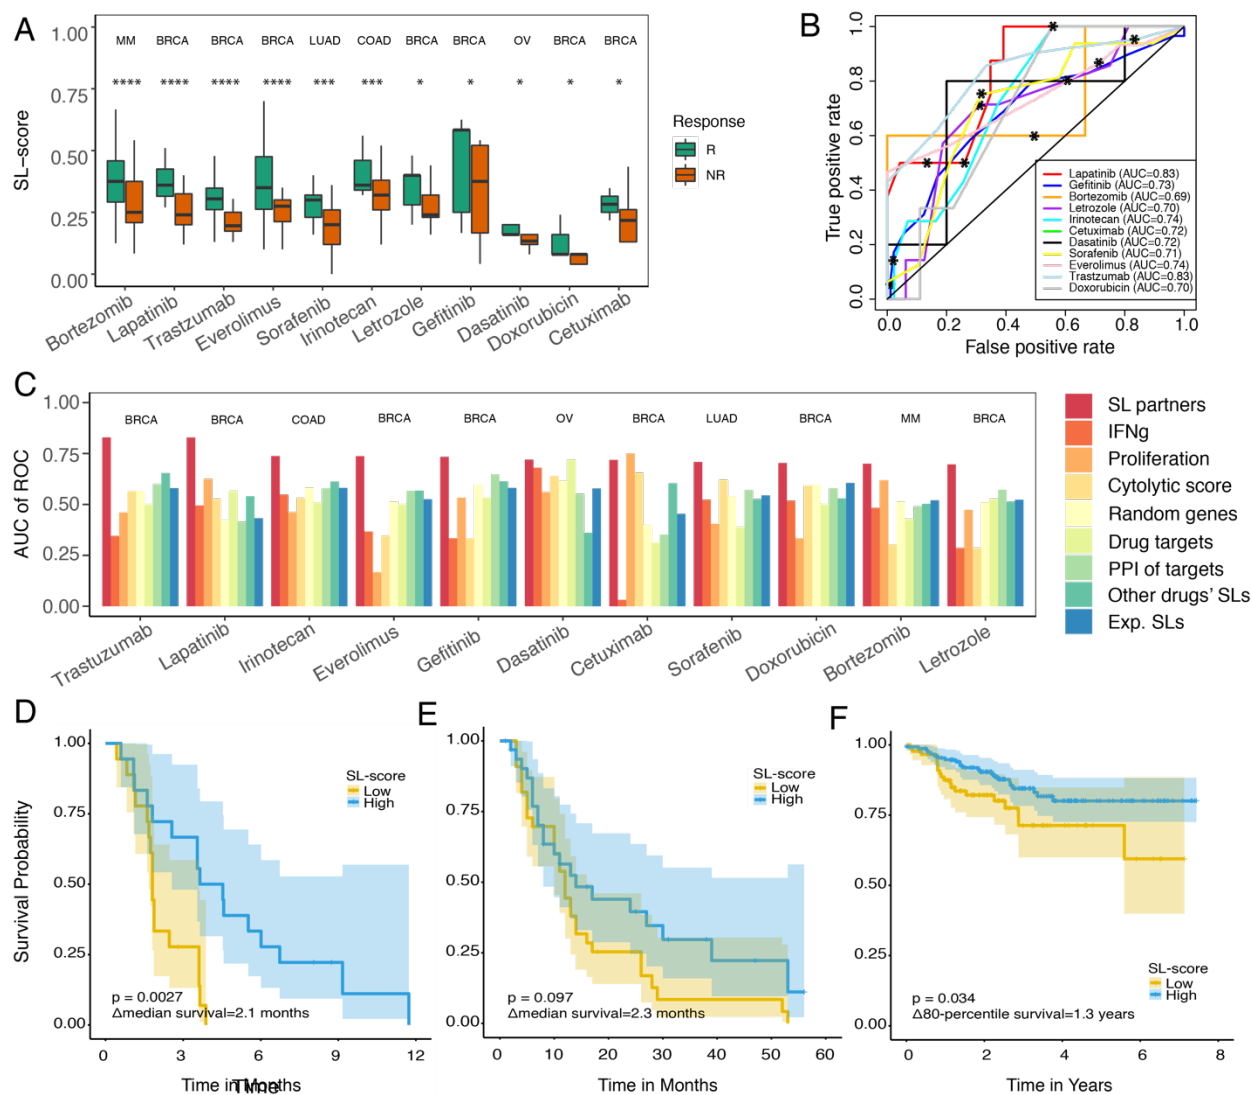 A
1.00
0.75
0.50
0.25
0.00
SL-score
MM BRCA BRCA BRCA LUAD COAD BRCA BRCA OV BRCA BRCA
**** **** **** **** *** *** * * * * *
Bortezomib Lapatinib Trastzumab Everolimus Sorafenib Irinotecan Letrozole Gefitinib Dasatinib Doxorubicin Cetuximab
Response
R
NR
B
1.0
0.8
0.6
0.4
0.2
0.0
True positive rate
Lapatinib (AUC=0.83)
Gefitinib (AUC=0.73)
Bortezomib (AUC=0.69)
Letrozole (AUC=0.70)
Irinotecan (AUC=0.74)
Cetuximab (AUC=0.72)
Dasatinib (AUC=0.72)
Sorafenib (AUC=0.71)
Everolimus (AUC=0.74)
Trastzumab (AUC=0.83)
Doxorubicin (AUC=0.70)
0.0 0.2 0.4 0.6 0.8 1.0
False positive rate
C
1.00
0.75
0.50
0.25
0.00
AUC of ROC
BRCA BRCA COAD BRCA BRCA OV BRCA LUAD BRCA MM BRCA
Trastuzumab Lapatinib Irinotecan Everolimus Gefitinib Dasatinib Cetuximab Sorafenib Doxorubicin Bortezomib Letrozole
SL partners
IFNg
Proliferation
Cytolytic score
Random genes
Drug targets
PPI of targets
Other drugs' SLs
Exp. SLs
D
1.00
0.75
0.50
0.25
0.00
Survival Probability
SL-score
Low
High
p = 0.0027
Δmedian survival=2.1 months
0 3 6 9 12
Time in Months
Time
E
1.00
0.75
0.50
0.25
0.00
SL-score
Low
High
p = 0.097
Δmedian survival=2.3 months
0 10 20 30 40 50 60
Time in Months
F
1.00
0.75
0.50
0.25
0.00
SL-score
Low
High
p = 0.034
Δ80-percentile survival=1.3 years
0 2 4 6 8
Time in Years